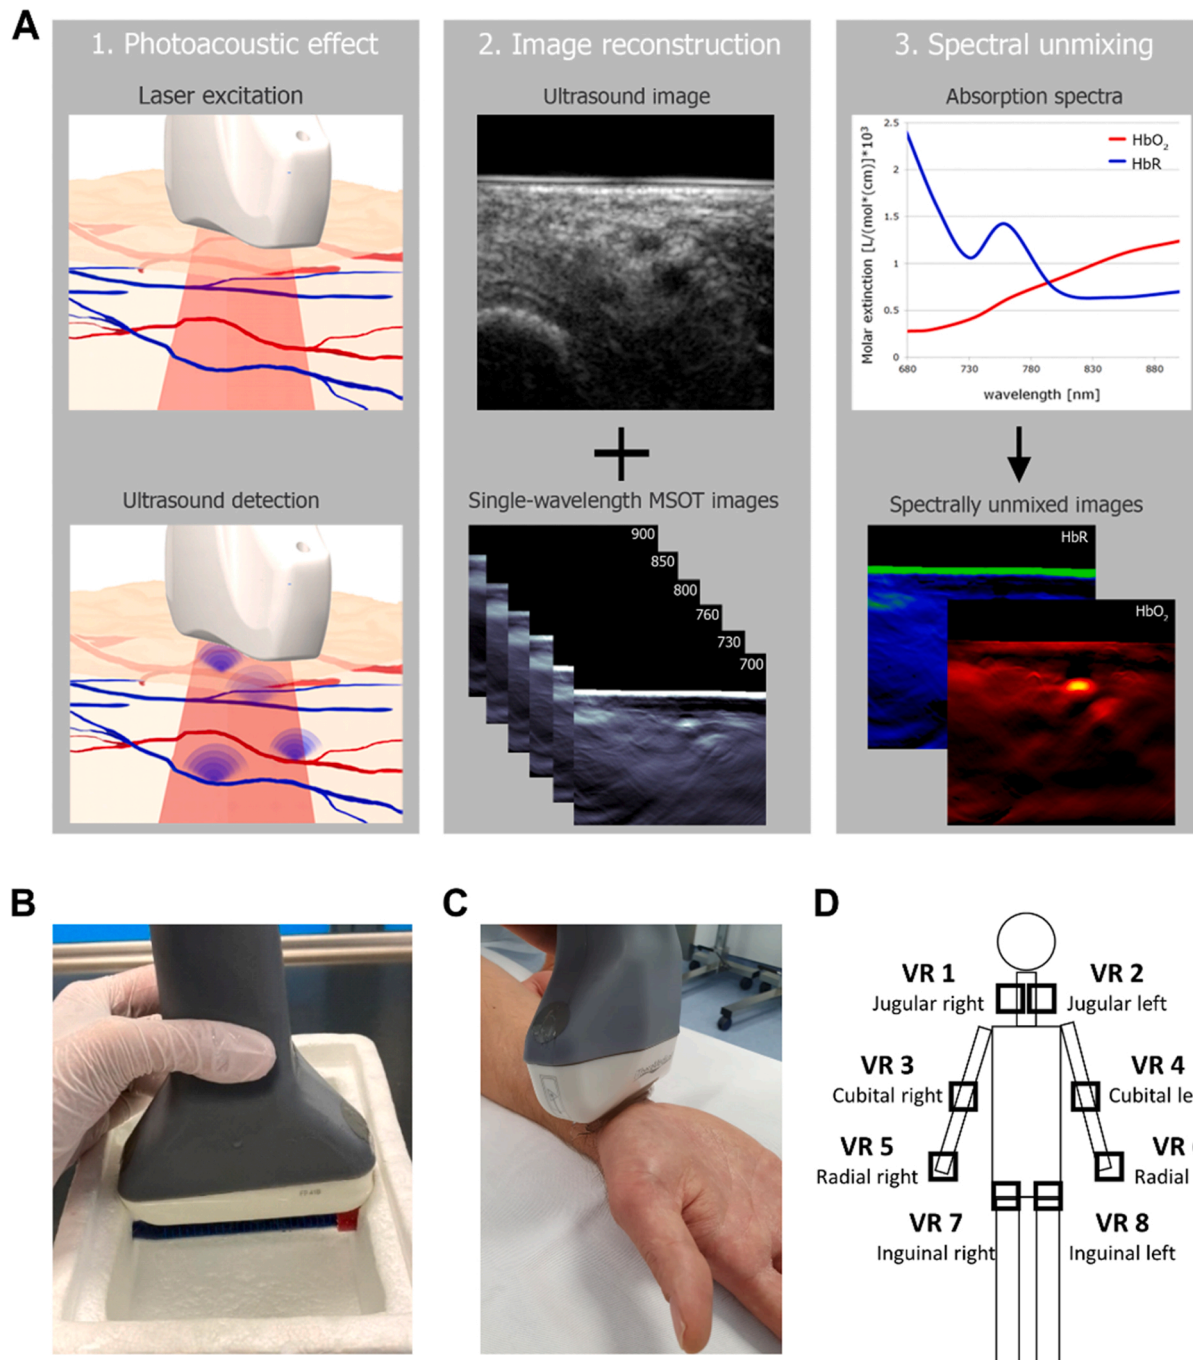 A
1. Photoacoustic effect
Laser excitation
Ultrasound detection
2. Image reconstruction
Ultrasound image
+
Single-wavelength MSOT images
900
850
800
760
730
700
3. Spectral unmixing
Absorption spectra
Molar extinction [L/(mol*(cm)]*10³
2.5
2
1.5
1
0.5
0
680
730
780
830
880
wavelength [nm]
HbO₂
HbR
Spectrally unmixed images
HbR
HbO₂
B
C
D
VR 1
Jugular right
VR 2
Jugular left
VR 3
Cubital right
VR 4
Cubital le
VR 5
Radial right
VR
Radial
VR 7
Inguinal right
VR 8
Inguinal left